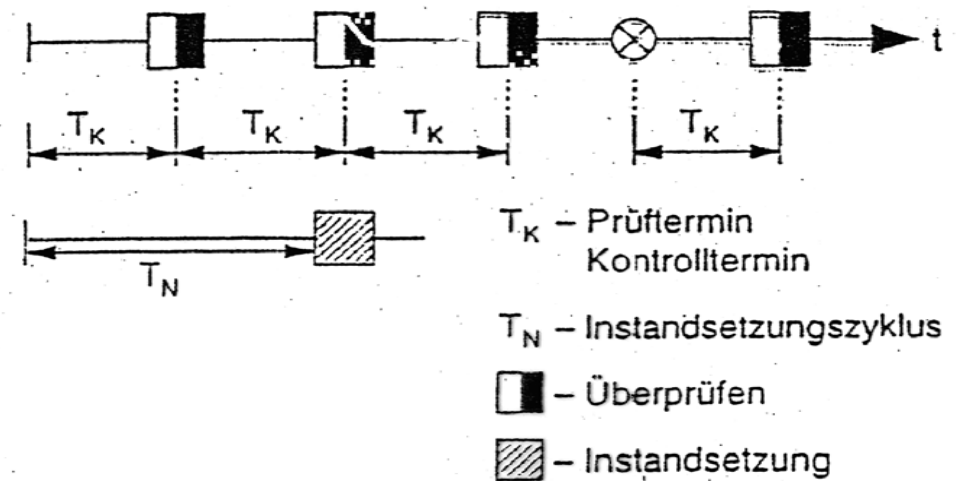 t
T_K
T_K
T_K
T_K
T_N
T_K – Prüftermin
Kontrolltermin
T_N – Instandsetzungszyklus
– Überprüfen
– Instandsetzung